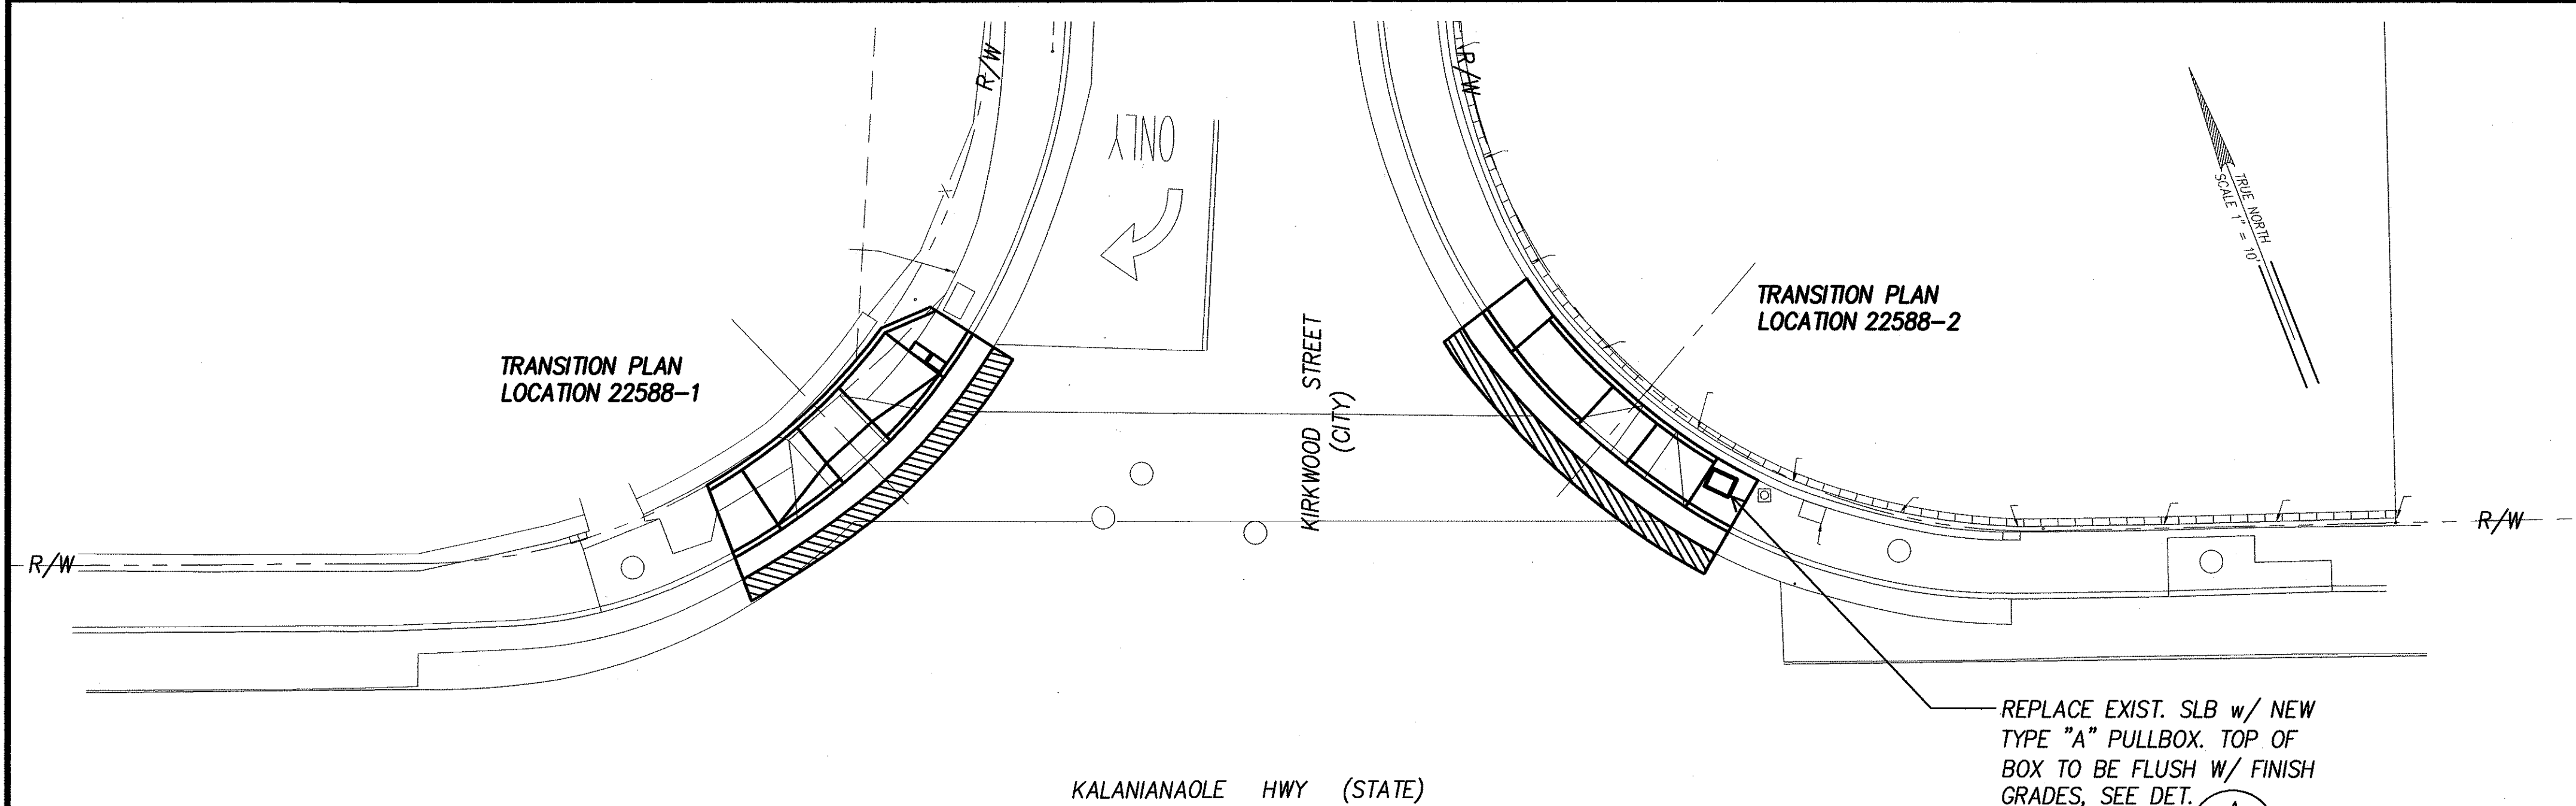 R/W
R/W
ONLY
TRUE NORTH
SCALE 1" = 10'
TRANSITION PLAN
LOCATION 22588-2
TRANSITION PLAN
LOCATION 22588-1
KIRKWOOD STREET
(CITY)
R/W
R/W
REPLACE EXIST. SLB w/ NEW
TYPE "A" PULLBOX. TOP OF
BOX TO BE FLUSH W/ FINISH
GRADES, SEE DET.
KALANIANAOLE HWY (STATE)